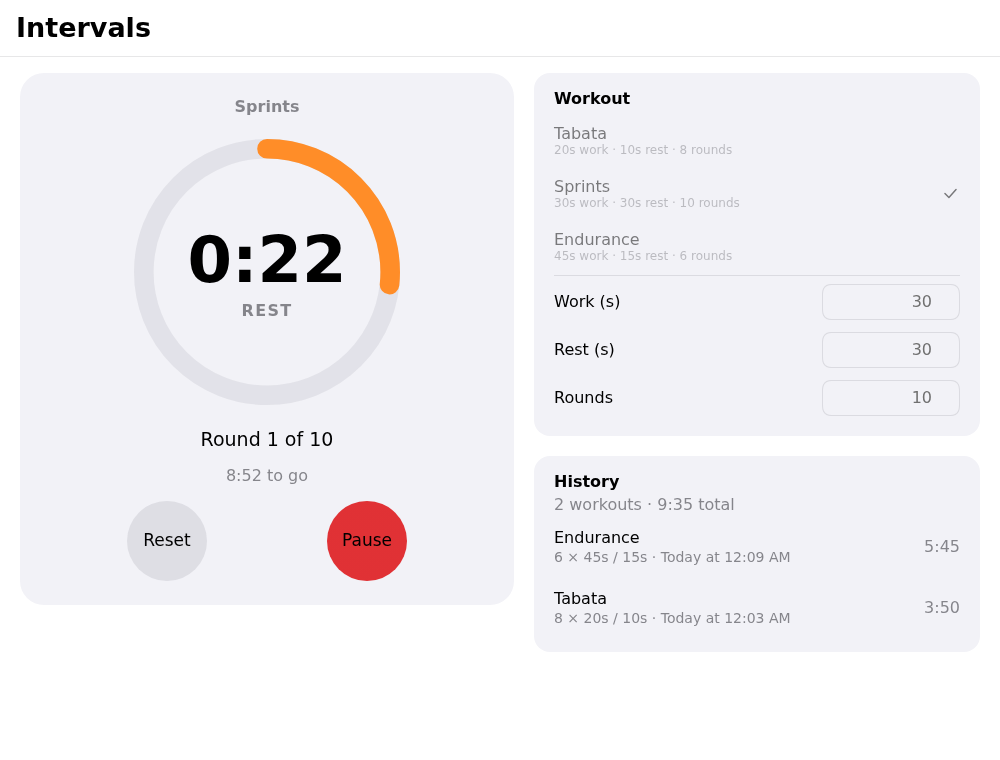 Intervals
Sprints
0:22
REST
Round 1 of 10
8:52 to go
Reset
Pause
Workout
Tabata
20s work · 10s rest · 8 rounds
Sprints
30s work · 30s rest · 10 rounds
Endurance
45s work · 15s rest · 6 rounds
Work (s) 30
Rest (s) 30
Rounds 10
History
2 workouts · 9:35 total
Endurance
6 × 45s / 15s · Today at 12:09 AM
5:45
Tabata
8 × 20s / 10s · Today at 12:03 AM
3:50